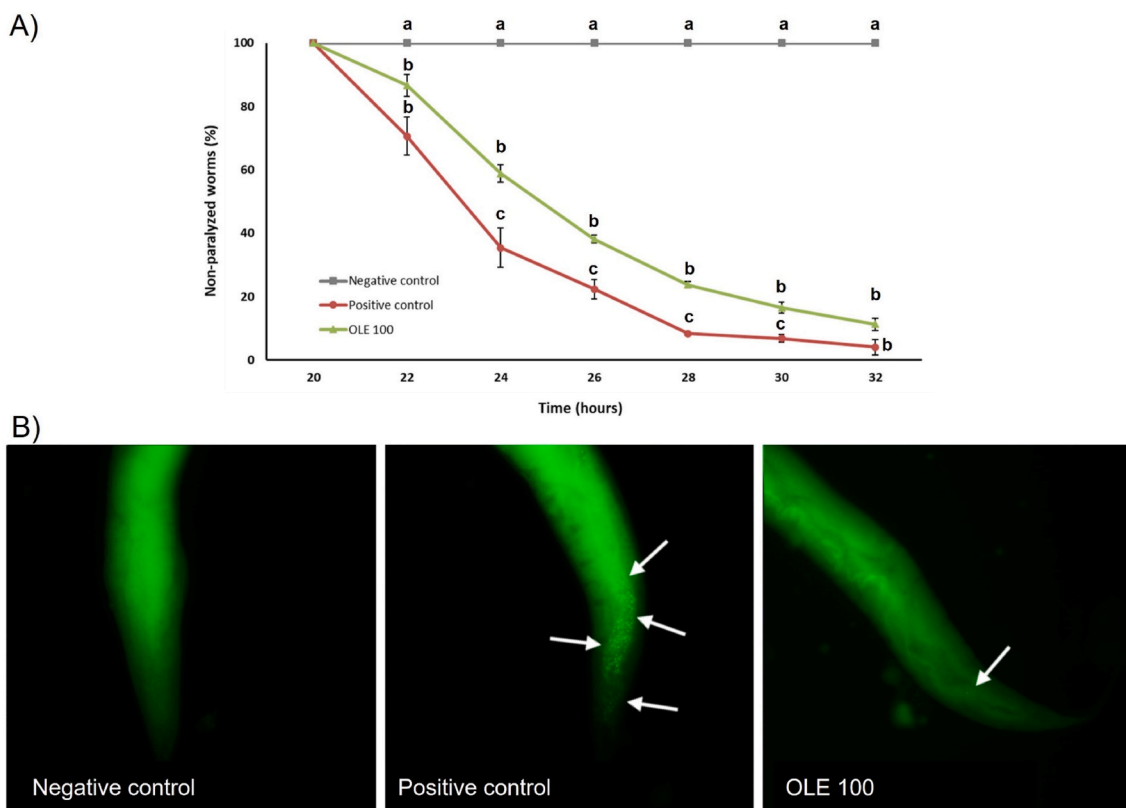 A)
a a a a a a
100
80
60
40
20
0
Non-paralyzed worms (%)
b b b b b b
b c c c c b
Negative control
Positive control
OLE 100
20 22 24 26 28 30 32
Time (hours)
B)
Negative control
Positive control
OLE 100